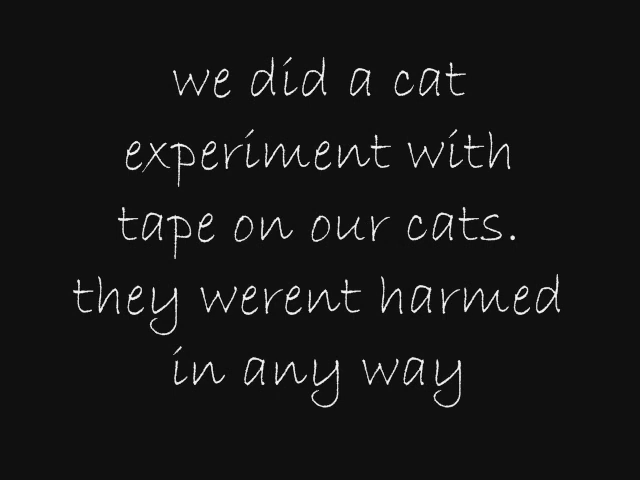 we did a cat
experiment with
tape on our cats.
they werent harmed
in any way